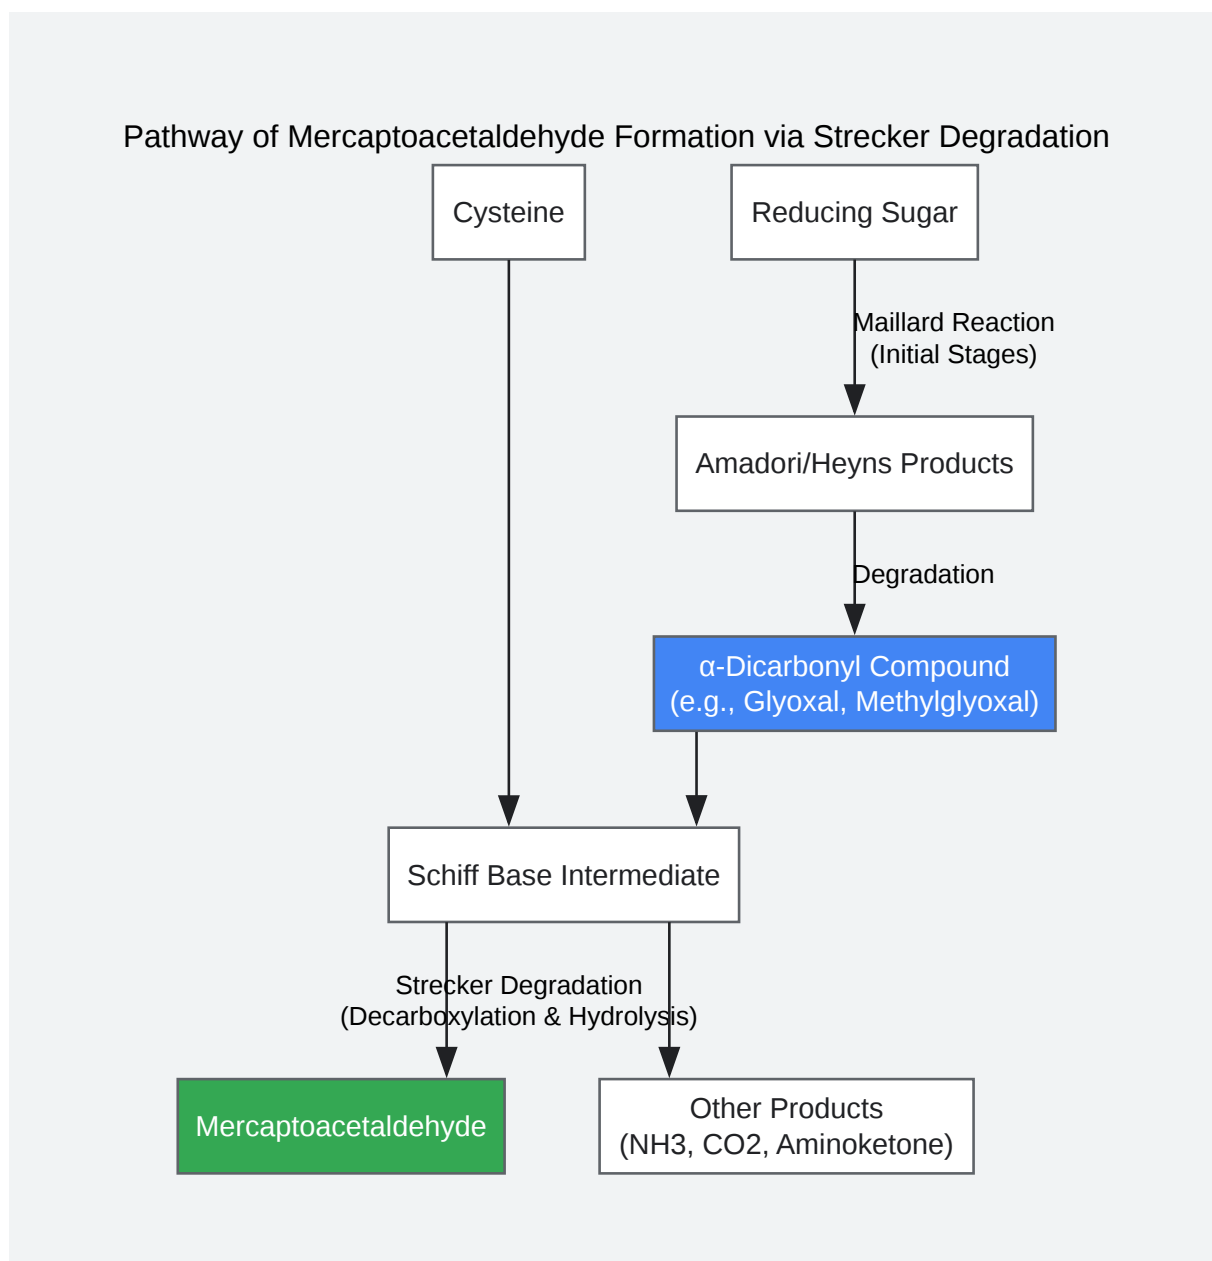 Pathway of Mercaptoacetaldehyde Formation via Strecker Degradation
Cysteine
Reducing Sugar
Maillard Reaction
(Initial Stages)
Amadori/Heyns Products
Degradation
α-Dicarbonyl Compound
(e.g., Glyoxal, Methylglyoxal)
Schiff Base Intermediate
Strecker Degradation
(Decarboxylation & Hydrolysis)
Mercaptoacetaldehyde
Other Products
(NH3, CO2, Aminoketone)